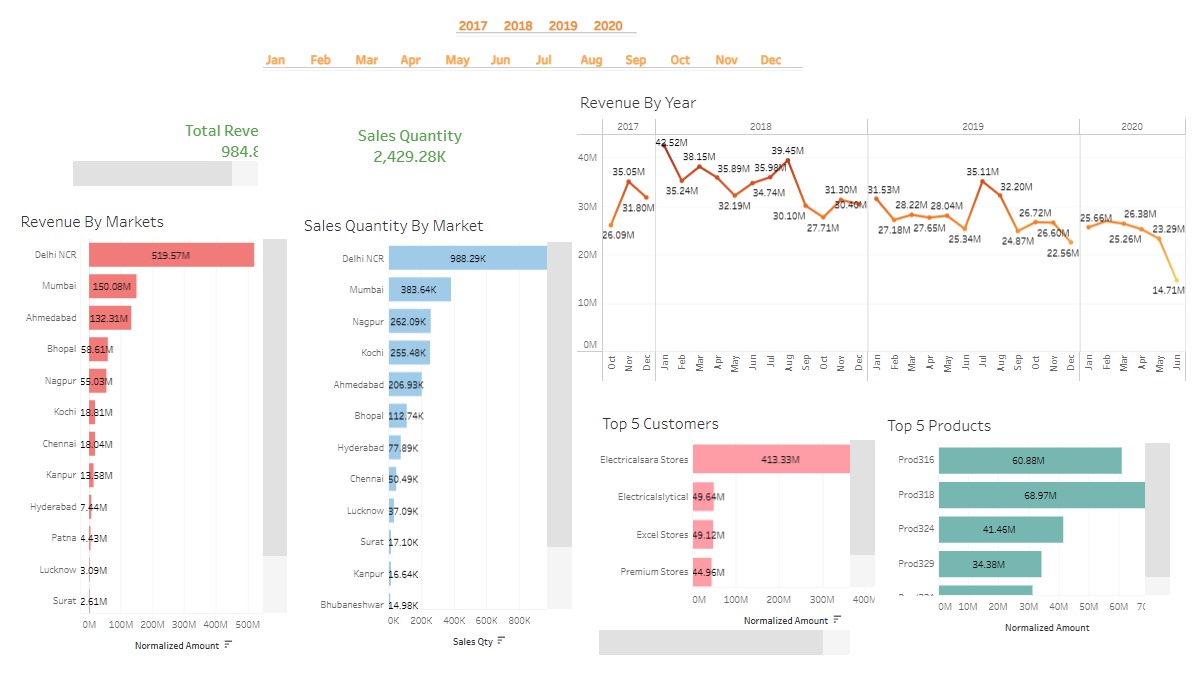 2017 2018 2019 2020
Jan Feb Mar Apr May Jun Jul Aug Sep Oct Nov Dec
Total Reve
984.8
Sales Quantity
2,429.28K
Revenue By Year
2017 2018 2019 2020
40M
30M
20M
10M
0M
26.09M 35.05M 31.80M
42.52M 35.24M 38.15M 35.89M 32.19M 34.74M 35.98M 39.45M 30.10M 27.71M 31.30M 30.40M
31.53M 27.18M 28.22M 27.65M 28.04M 25.34M 35.11M 32.20M 24.87M 26.72M 26.60M 22.56M
25.66M 25.26M 26.38M 23.29M 14.71M
Oct Nov Dec Jan Feb Mar Apr May Jun Jul Aug Sep Oct Nov Dec Jan Feb Mar Apr May Jun Jul Aug Sep Oct Nov Dec Jan Feb Mar Apr May Jun
Revenue By Markets
Delhi NCR 519.57M
Mumbai 150.08M
Ahmedabad 132.31M
Bhopal 58.61M
Nagpur 55.03M
Kochi 18.81M
Chennai 18.04M
Kanpur 13.58M
Hyderabad 7.44M
Patna 4.43M
Lucknow 3.09M
Surat 2.61M
0M 100M 200M 300M 400M 500M
Normalized Amount
Sales Quantity By Market
Delhi NCR 988.29K
Mumbai 383.64K
Nagpur 262.09K
Kochi 255.48K
Ahmedabad 206.93K
Bhopal 112.74K
Hyderabad 77.89K
Chennai 50.49K
Lucknow 37.09K
Surat 17.10K
Kanpur 16.64K
Bhubaneshwar 14.98K
0K 200K 400K 600K 800K
Sales Qty
Top 5 Customers
Electricalsara Stores 413.33M
Electricalslytical 49.64M
Excel Stores 49.12M
Premium Stores 44.96M
0M 100M 200M 300M 400M
Normalized Amount
Top 5 Products
Prod316 60.88M
Prod318 68.97M
Prod324 41.46M
Prod329 34.38M
0M 10M 20M 30M 40M 50M 60M
Normalized Amount